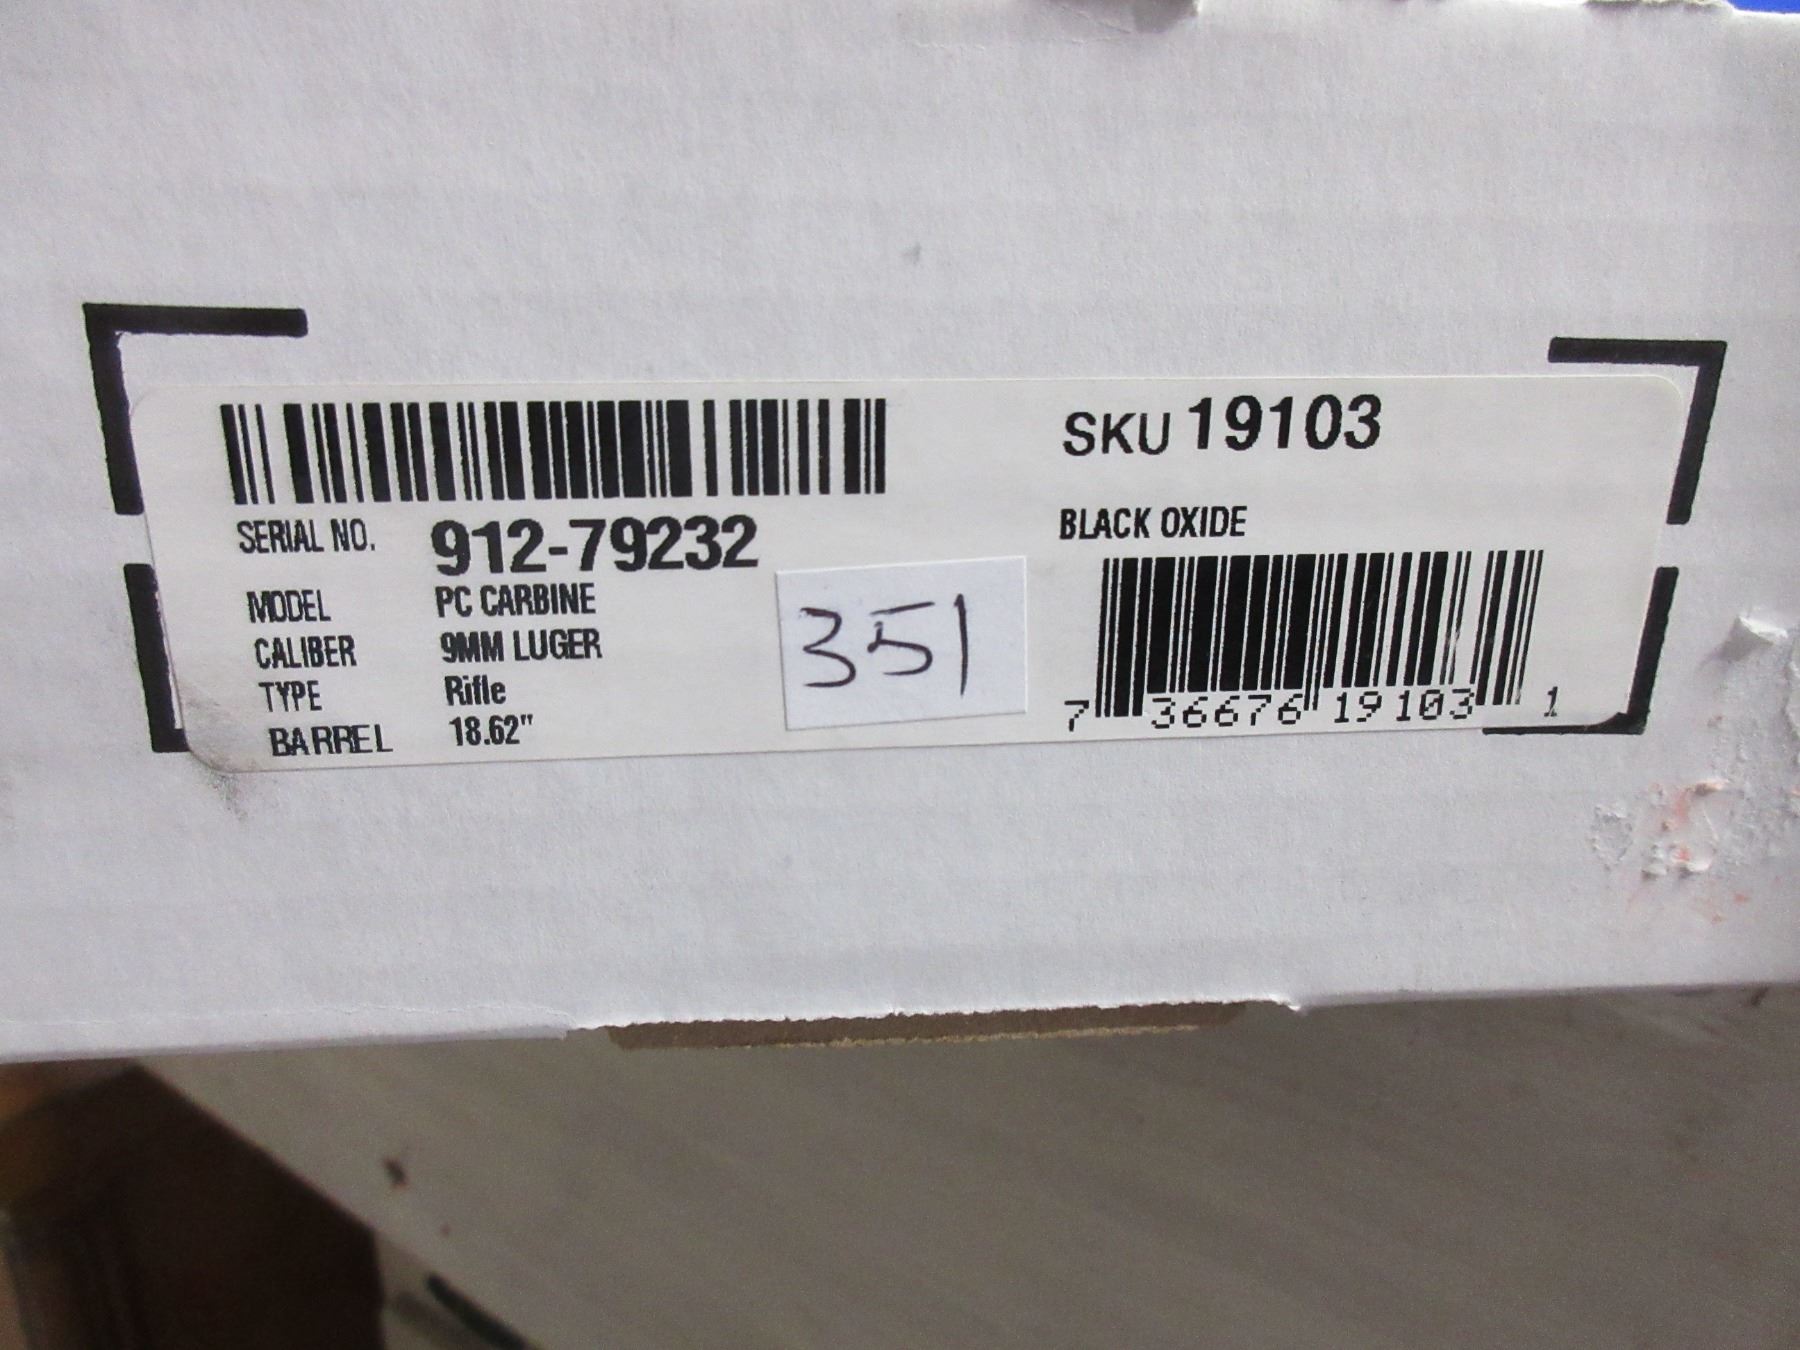 SERIAL NO. 912-79232
MODEL PC CARBINE
CALIBER 9MM LUGER
TYPE Rifle
BARREL 18.62"
351
SKU 19103
BLACK OXIDE
7 36676 19103 1